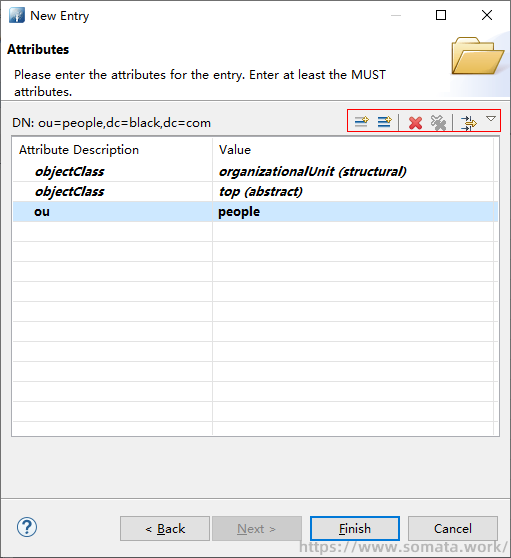 New Entry
Attributes
Please enter the attributes for the entry. Enter at least the MUST
attributes.
DN: ou=people,dc=black,dc=com
Attribute Description Value
objectClass organizationalUnit (structural)
objectClass top (abstract)
ou people
< Back Next > Finish Cancel
https://www.somata.work/